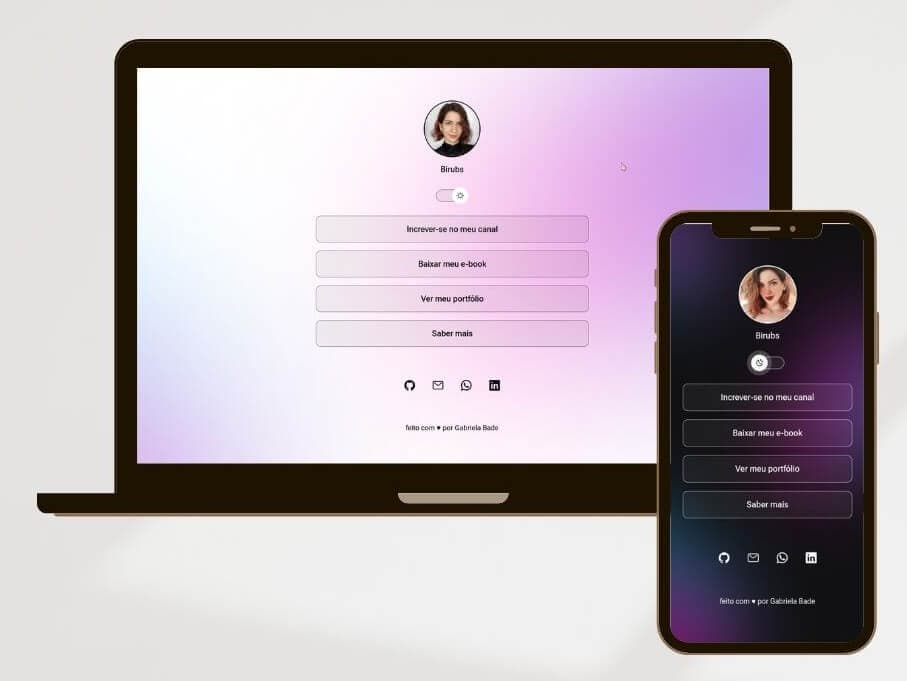 Birubs
Increver-se no meu canal
Baixar meu e-book
Ver meu portfólio
Saber mais
in
feito com ♥ por Gabriela Bade
Birubs
Increver-se no meu canal
Baixar meu e-book
Ver meu portfólio
Saber mais
in
feito com ♥ por Gabriela Bade